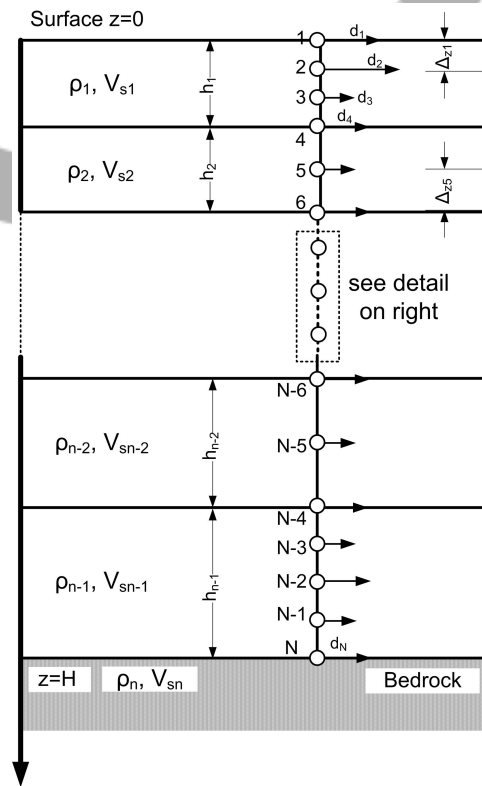 Surface z=0
1
d₁
Δz1
2
d₂
ρ₁, Vs1
h₁
3
d₃
d₄
4
ρ₂, Vs2
h₂
5
Δz5
6
see detail
on right
N-6
ρn-2, Vsn-2
hn-2
N-5
N-4
N-3
ρn-1, Vsn-1
hn-1
N-2
N-1
N
dN
z=H
ρn, Vsn
Bedrock